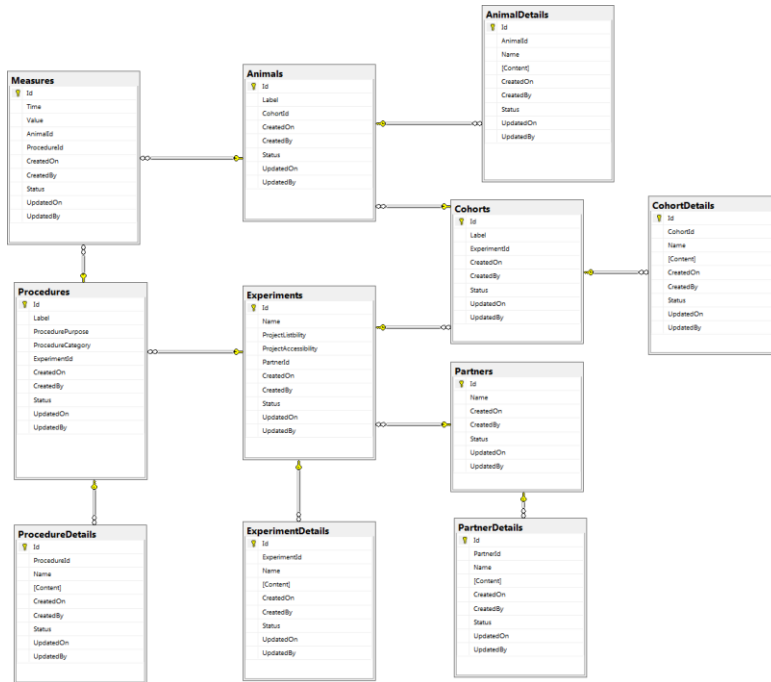 AnimalDetails
Id
AnimalId
Name
[Content]
CreatedOn
CreatedBy
Status
UpdatedOn
UpdatedBy
Measures
Id
Time
Value
AnimalId
ProcedureId
CreatedOn
CreatedBy
Status
UpdatedOn
UpdatedBy
Animals
Id
Label
CohortId
CreatedOn
CreatedBy
Status
UpdatedOn
UpdatedBy
Cohorts
Id
Label
ExperimentId
CreatedOn
CreatedBy
Status
UpdatedOn
UpdatedBy
CohortDetails
Id
CohortId
Name
[Content]
CreatedOn
CreatedBy
Status
UpdatedOn
UpdatedBy
Procedures
Id
Label
ProcedurePurpose
ProcedureCategory
ExperimentId
CreatedOn
CreatedBy
Status
UpdatedOn
UpdatedBy
Experiments
Id
Name
ProjectListbility
ProjectAccessibility
PartnerId
CreatedOn
CreatedBy
Status
UpdatedOn
UpdatedBy
Partners
Id
Name
CreatedOn
CreatedBy
Status
UpdatedOn
UpdatedBy
ProcedureDetails
Id
ProcedureId
Name
[Content]
CreatedOn
CreatedBy
Status
UpdatedOn
UpdatedBy
ExperimentDetails
Id
ExperimentId
Name
[Content]
CreatedOn
CreatedBy
Status
UpdatedOn
UpdatedBy
PartnerDetails
Id
PartnerId
Name
[Content]
CreatedOn
CreatedBy
Status
UpdatedOn
UpdatedBy